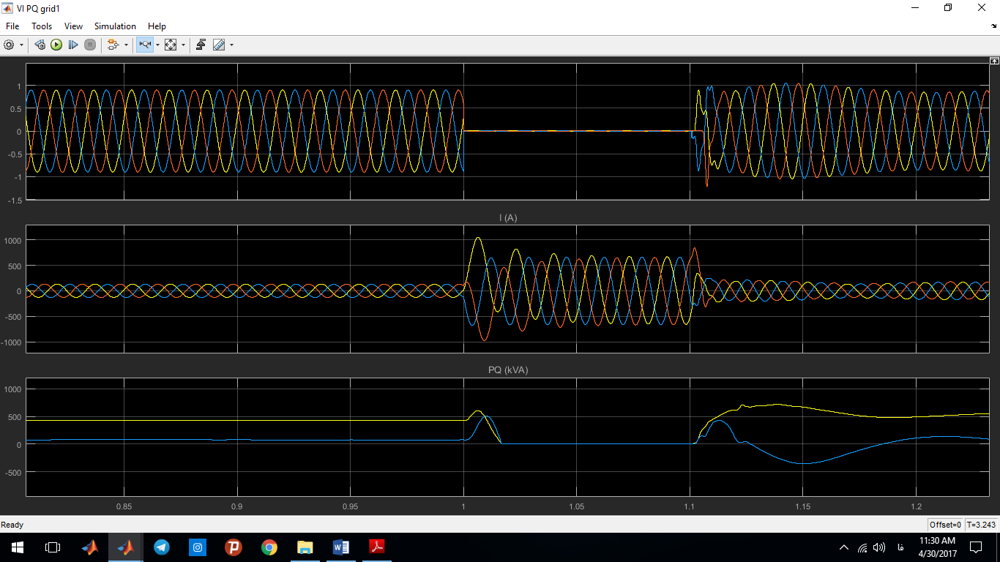 VI PQ grid1
File Tools View Simulation Help
1
0.5
0
-0.5
-1
-1.5
I (A)
1000
500
0
-500
-1000
PQ (kVA)
1000
500
0
-500
0.85 0.9 0.95 1 1.05 1.1 1.15 1.2
Ready Offset=0 T=3.243
فا
11:30 AM
4/30/2017